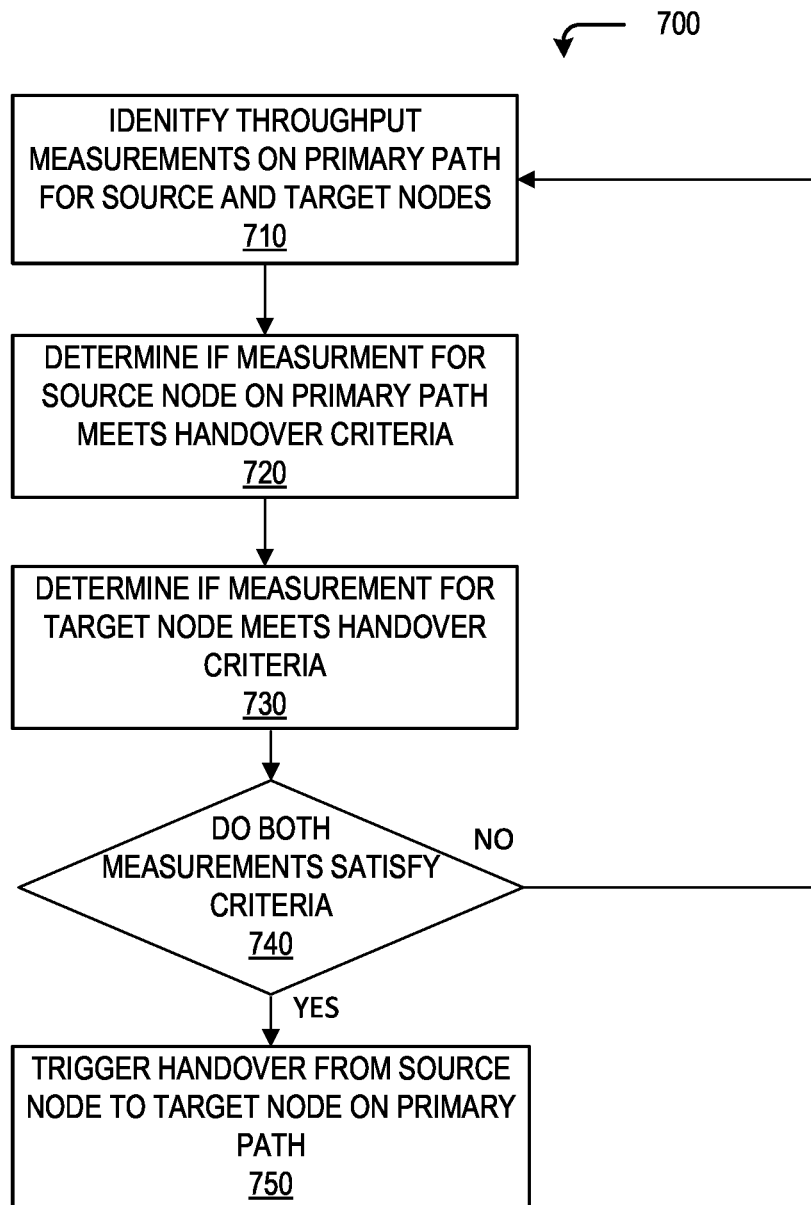 700
IDENITFY THROUGHPUT
MEASUREMENTS ON PRIMARY PATH
FOR SOURCE AND TARGET NODES
710
DETERMINE IF MEASURMENT FOR
SOURCE NODE ON PRIMARY PATH
MEETS HANDOVER CRITERIA
720
DETERMINE IF MEASUREMENT FOR
TARGET NODE MEETS HANDOVER
CRITERIA
730
DO BOTH
MEASUREMENTS SATISFY
CRITERIA
740
NO
YES
TRIGGER HANDOVER FROM SOURCE
NODE TO TARGET NODE ON PRIMARY
PATH
750